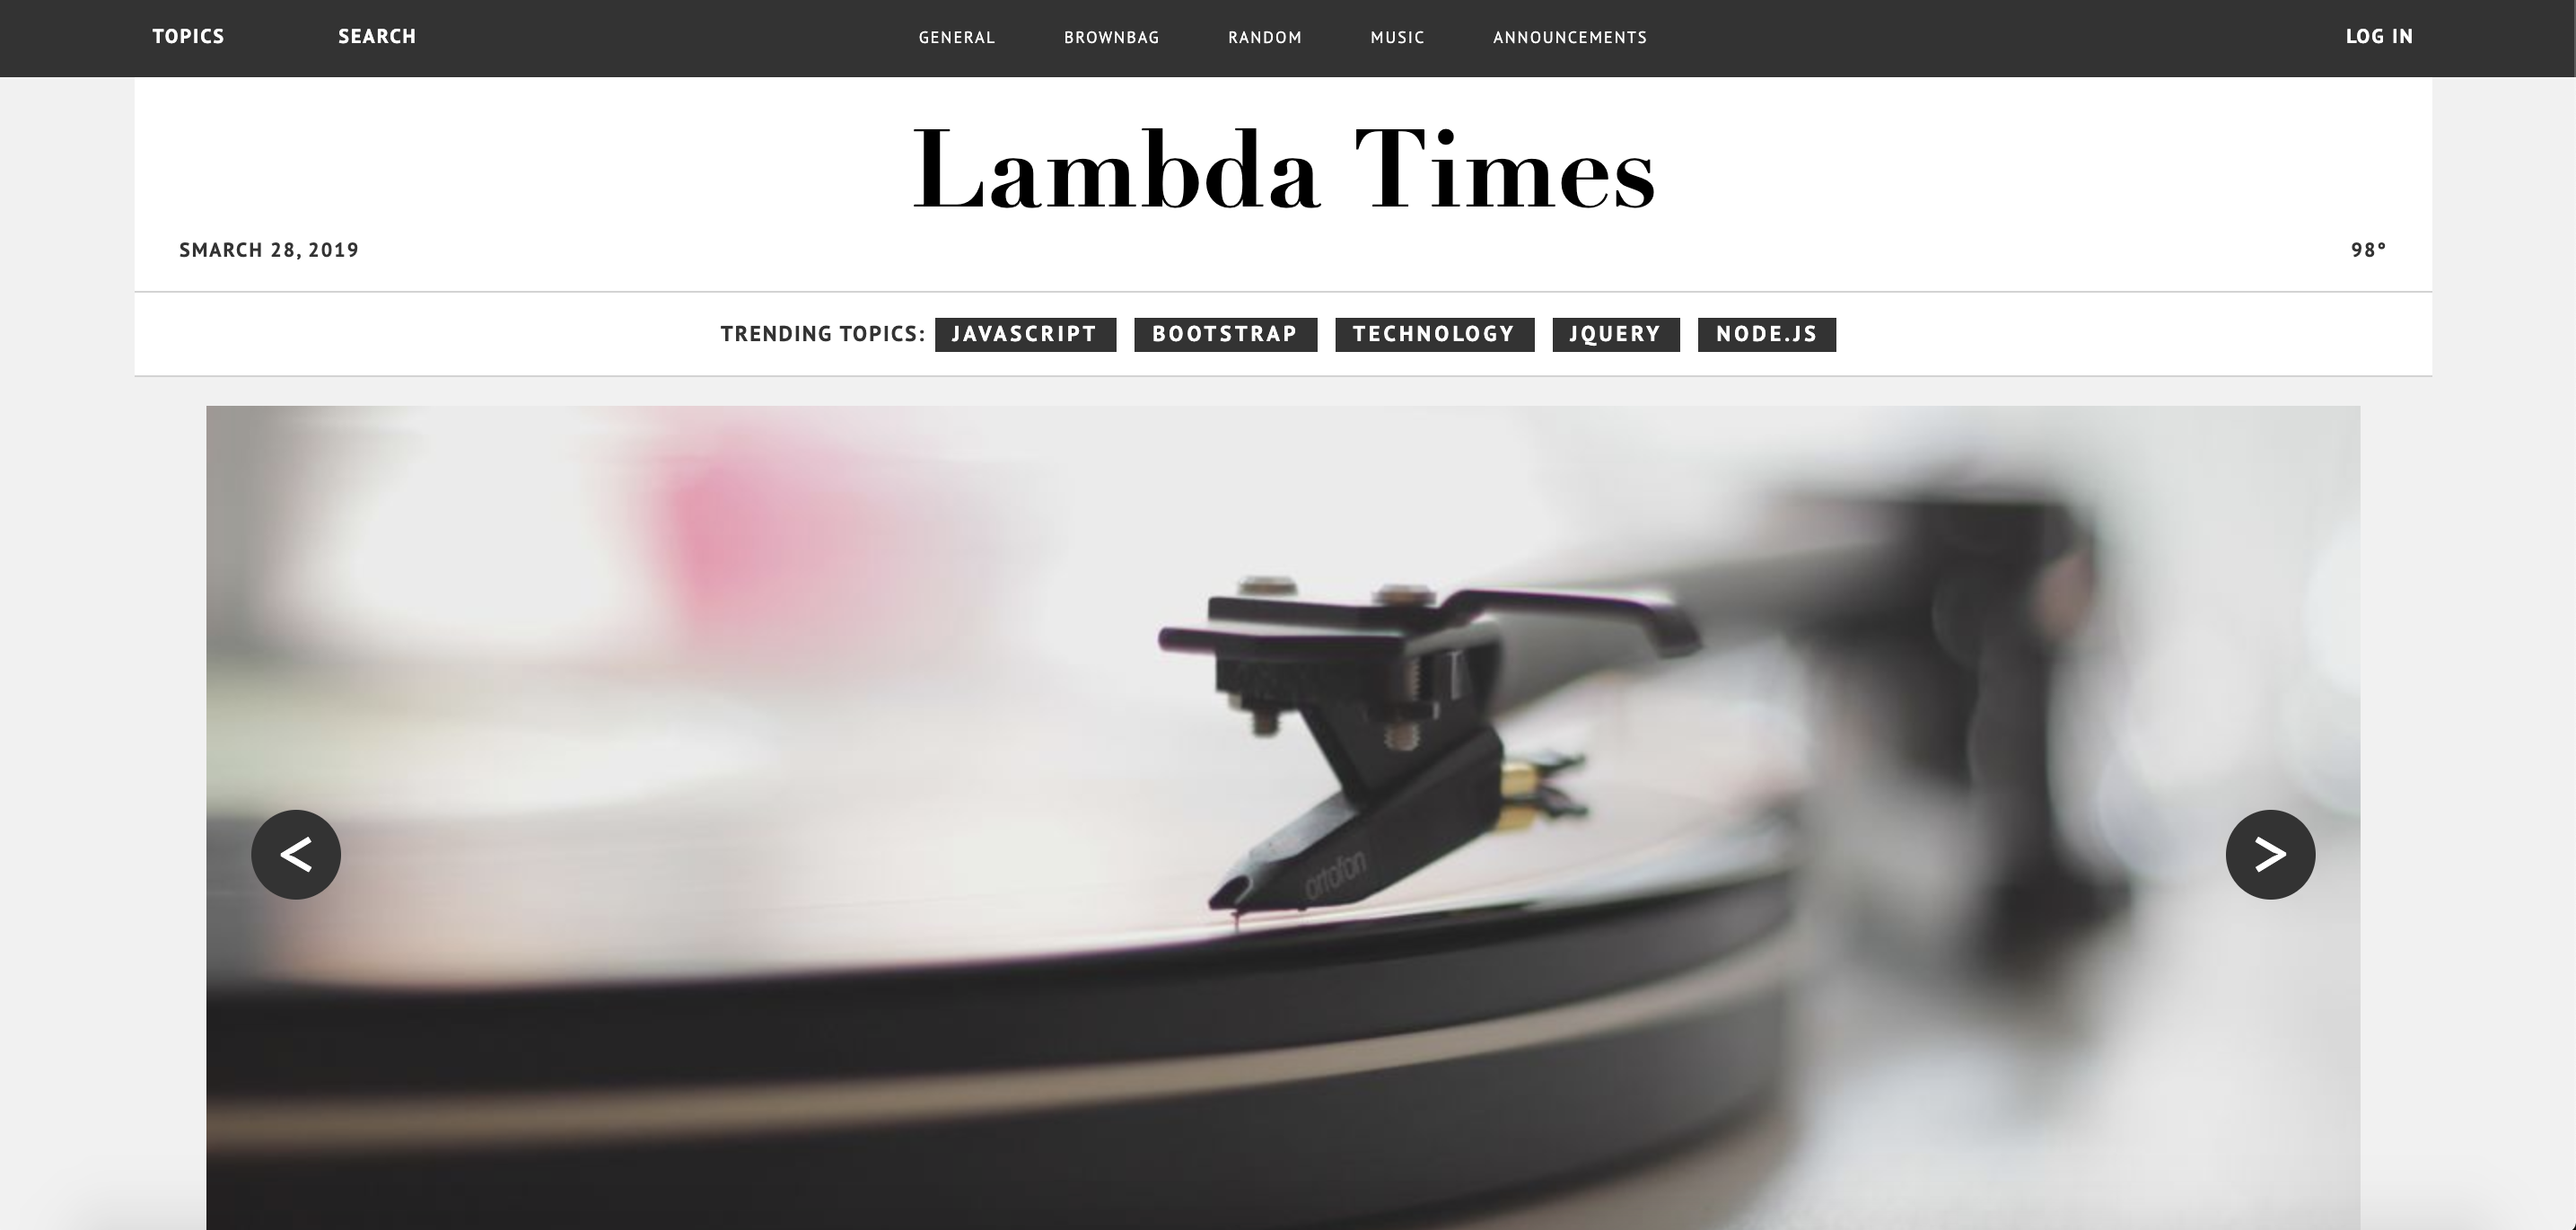 TOPICS SEARCH GENERAL BROWNBAG RANDOM MUSIC ANNOUNCEMENTS LOG IN
Lambda Times
SMARCH 28, 2019 98°
TRENDING TOPICS: JAVASCRIPT BOOTSTRAP TECHNOLOGY JQUERY NODE.JS
< >
ortofon